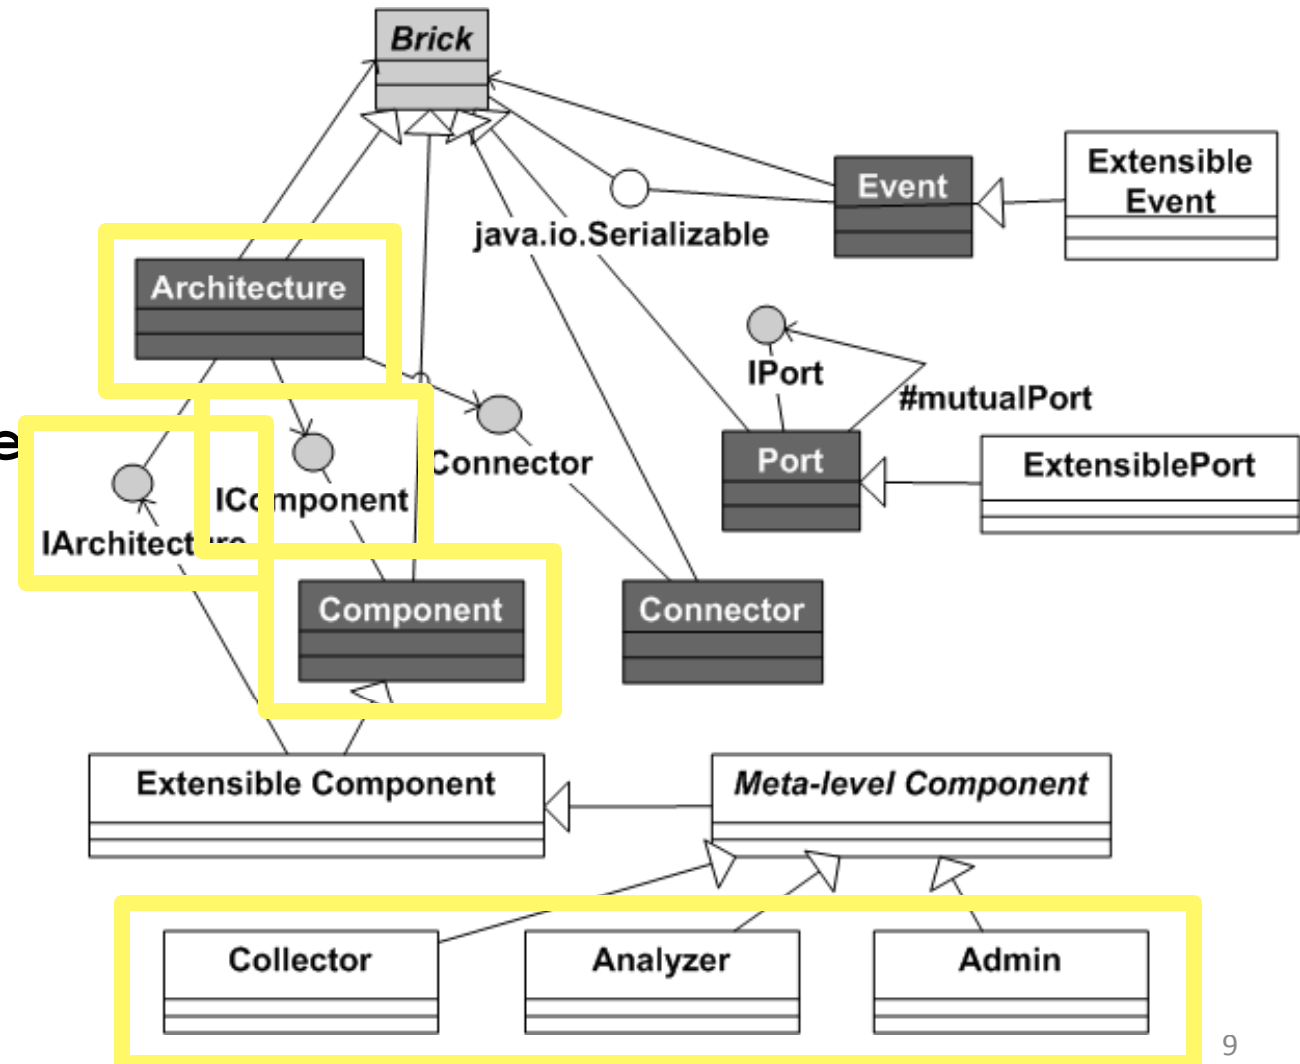 Brick
Extensible
Event
Event
java.io.Serializable
Architecture
IPort
#mutualPort
e
Connector
Port
ExtensiblePort
IComponent
IArchitecture
Component
Connector
Extensible Component
Meta-level Component
Collector
Analyzer
Admin
9